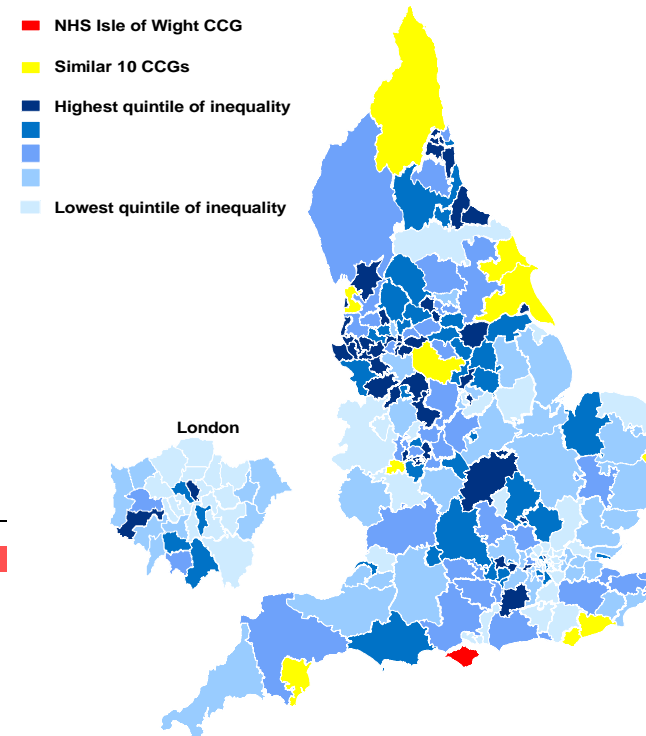 NHS Isle of Wight CCG
Similar 10 CCGs
Highest quintile of inequality
Lowest quintile of inequality
London